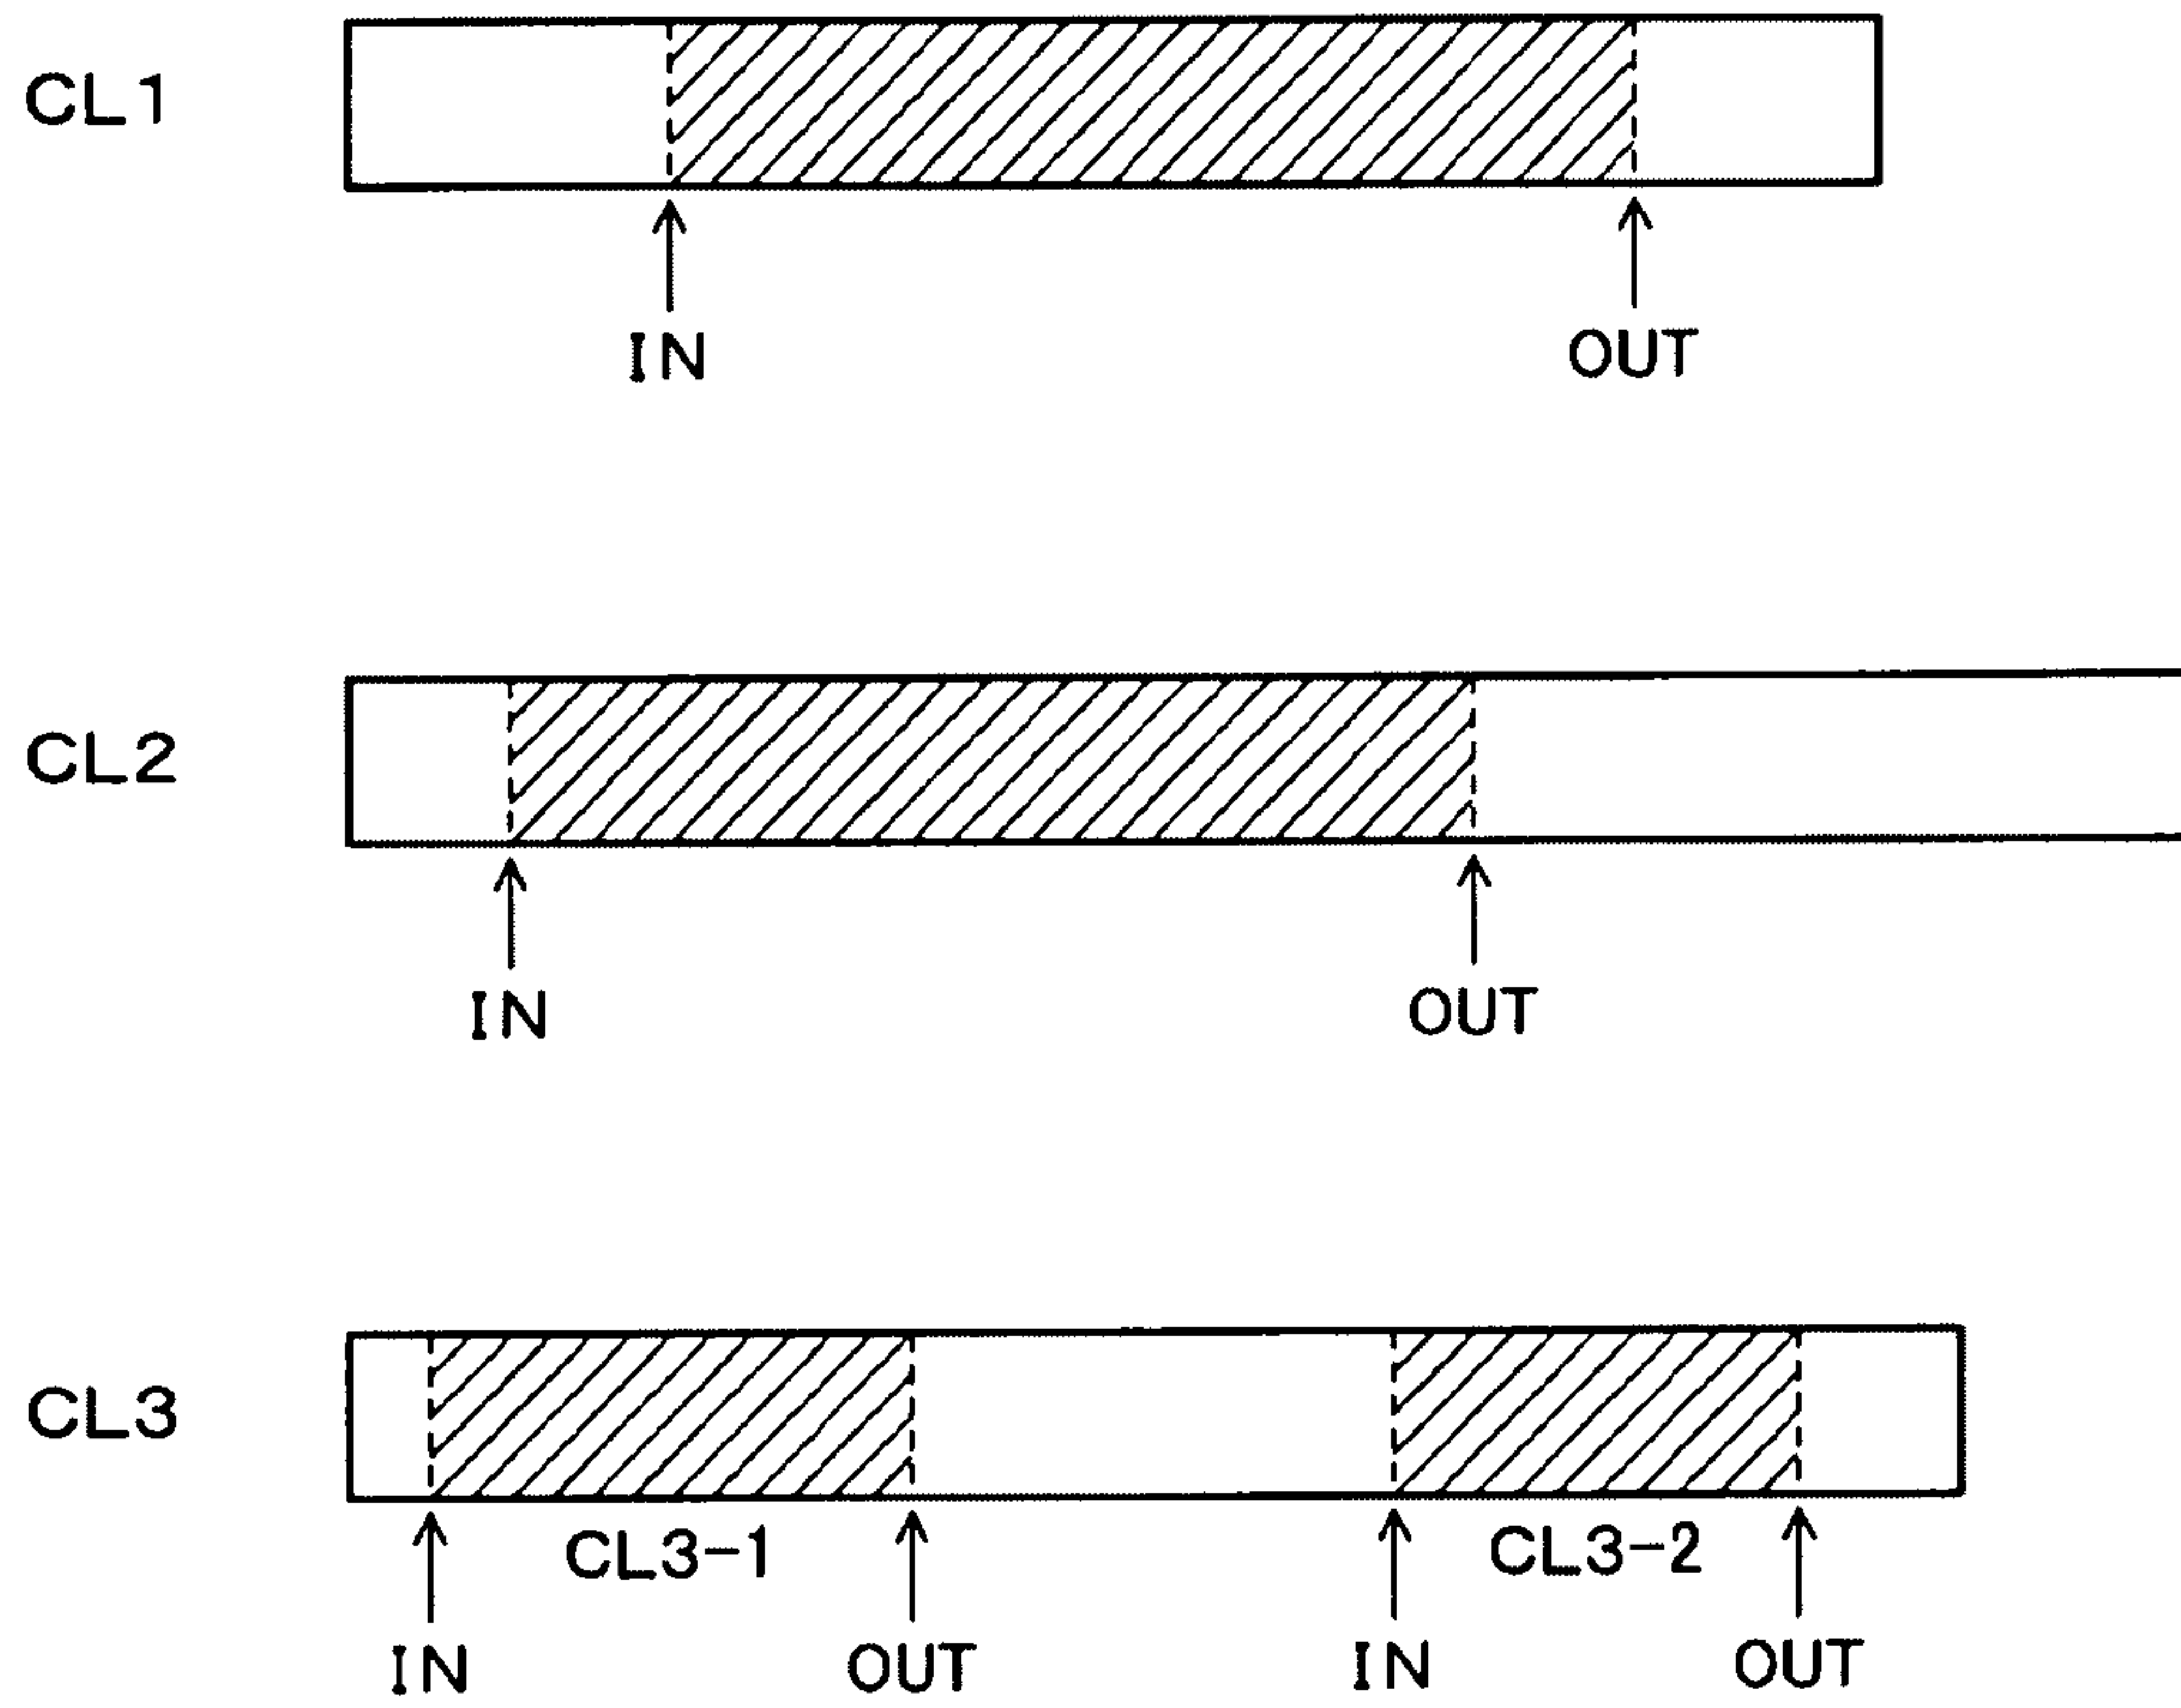 CL1
IN OUT
CL2
IN OUT
CL3
CL3-1 CL3-2
IN OUT IN OUT